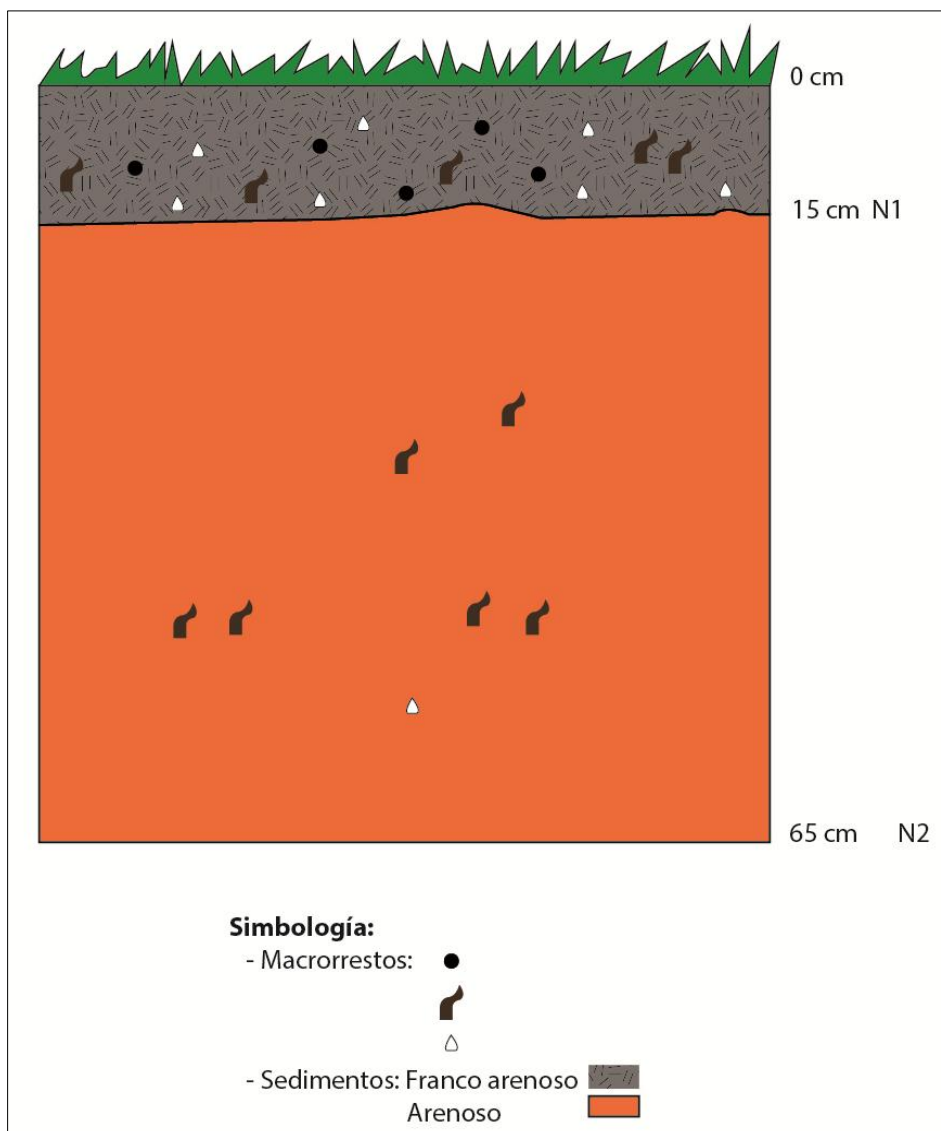 0 cm
15 cm N1
65 cm N2
Simbología:
- Macrorrestos:
- Sedimentos: Franco arenoso
Arenoso